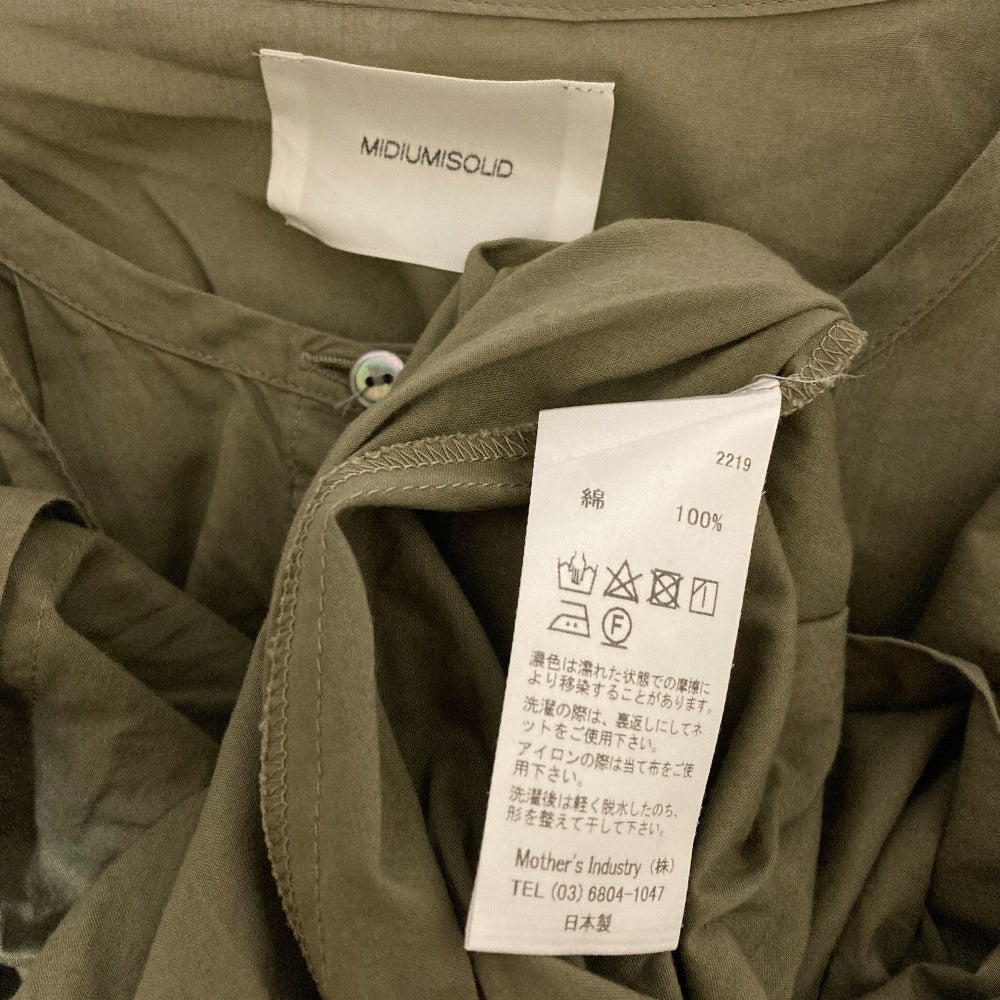 MIDIUMISOLID
2219
綿 100%
F
濃色は濡れた状態での摩擦に
より移染することがあります。
洗濯の際は、裏返しにしてネ
ットをご使用下さい。
アイロンの際は当て布をご使
用下さい。
洗濯後は軽く脱水したのち、
形を整えて干して下さい。
Mother's Industry (株)
TEL (03) 6804-1047
日本製